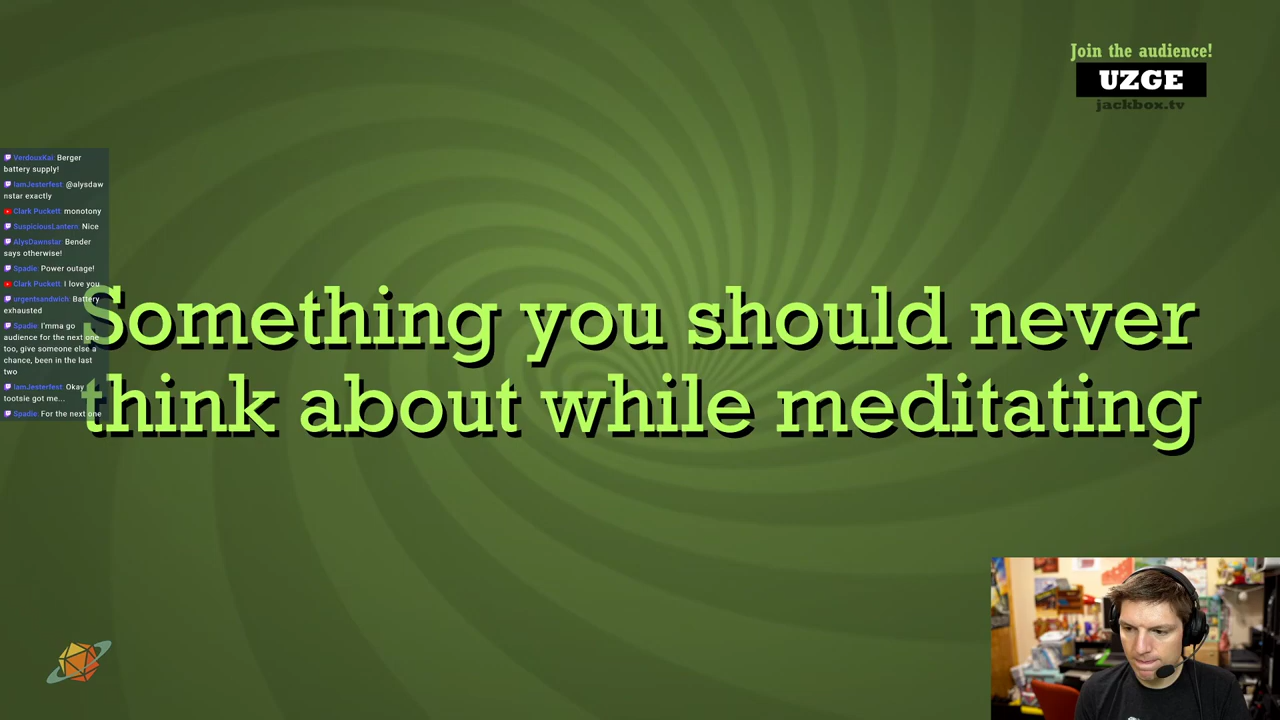 Join the audience!
UZGE
jackbox.tv
VerdouxKai: Berger
battery supply!
IamJesterfest: @alysdaw
nstar exactly
Clark Puckett: monotony
SuspiciousLantern: Nice
AlysDawnstar: Bender
says otherwise!
Spadie: Power outage!
Clark Puckett: I love you
urgentsandwich: Battery
exhausted
Spadie: I'mma go
audience for the next one
too, give someone else a
chance, been in the last
two
IamJesterfest: Okay
tootsie got me...
Spadie: For the next one
Something you should never
think about while meditating